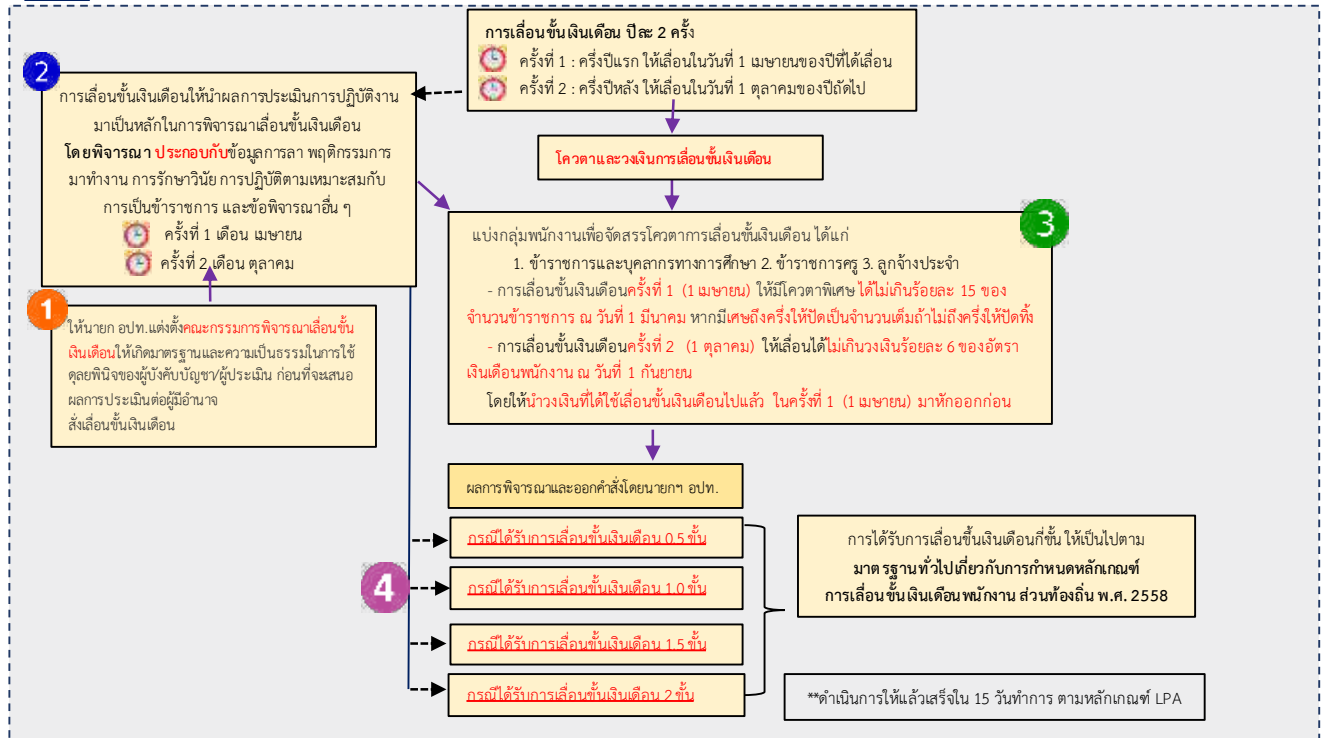 การเลื่อนขั้นเงินเดือน ปีละ 2 ครั้ง
ครั้งที่ 1 : ครึ่งปีแรก ให้เลื่อนในวันที่ 1 เมษายนของปีที่ได้เลื่อน
ครั้งที่ 2 : ครึ่งปีหลัง ให้เลื่อนในวันที่ 1 ตุลาคมของปีถัดไป
2
การเลื่อนขั้นเงินเดือนให้นำผลการประเมินการปฏิบัติงาน
มาเป็นหลักในการพิจารณาเลื่อนขั้นเงินเดือน
โดยพิจารณา ประกอบกับข้อมูลการลา พฤติกรรมการ
มาทำงาน การรักษาวินัย การปฏิบัติตามเหมาะสมกับ
การเป็นข้าราชการ และข้อพิจารณาอื่น ๆ
ครั้งที่ 1 เดือน เมษายน
ครั้งที่ 2 เดือน ตุลาคม
โควตาและวงเงินการเลื่อนขั้นเงินเดือน
3
แบ่งกลุ่มพนักงานเพื่อจัดสรรโควตาการเลื่อนขั้นเงินเดือน ได้แก่
1. ข้าราชการและบุคลากรทางการศึกษา 2. ข้าราชการครู 3. ลูกจ้างประจำ
- การเลื่อนขั้นเงินเดือนครั้งที่ 1 (1 เมษายน) ให้มีโควตาพิเศษ ได้ไม่เกินร้อยละ 15 ของ
จำนวนข้าราชการ ณ วันที่ 1 มีนาคม หากมีเศษถึงครึ่งให้ปัดเป็นจำนวนเต็มถ้าไม่ถึงครึ่งให้ปัดทิ้ง
- การเลื่อนขั้นเงินเดือนครั้งที่ 2 (1 ตุลาคม) ให้เลื่อนได้ไม่เกินวงเงินร้อยละ 6 ของอัตรา
เงินเดือนพนักงาน ณ วันที่ 1 กันยายน
โดยให้นำวงเงินที่ได้ใช้เลื่อนขั้นเงินเดือนไปแล้ว ในครั้งที่ 1 (1 เมษายน) มาหักออกก่อน
1
ให้นายก อปท.แต่งตั้งคณะกรรมการพิจารณาเลื่อนขั้น
เงินเดือนให้เกิดมาตรฐานและความเป็นธรรมในการใช้
ดุลยพินิจของผู้บังคับบัญชา/ผู้ประเมิน ก่อนที่จะเสนอ
ผลการประเมินต่อผู้มีอำนาจ
สั่งเลื่อนขั้นเงินเดือน
ผลการพิจารณาและออกคำสั่งโดยนายกฯ อปท.
4
กรณีได้รับการเลื่อนขั้นเงินเดือน 0.5 ขั้น
กรณีได้รับการเลื่อนขั้นเงินเดือน 1.0 ขั้น
กรณีได้รับการเลื่อนขั้นเงินเดือน 1.5 ขั้น
กรณีได้รับการเลื่อนขั้นเงินเดือน 2 ขั้น
การได้รับการเลื่อนขึ้นเงินเดือนกี่ขั้น ให้เป็นไปตาม
มาตรฐานทั่วไปเกี่ยวกับการกำหนดหลักเกณฑ์
การเลื่อนขั้นเงินเดือนพนักงาน ส่วนท้องถิ่น พ.ศ. 2558
**ดำเนินการให้แล้วเสร็จใน 15 วันทำการ ตามหลักเกณฑ์ LPA